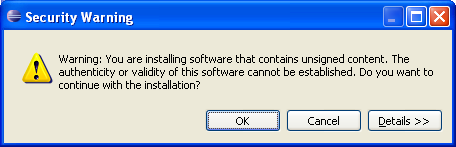 Security Warning
Warning: You are installing software that contains unsigned content. The
authenticity or validity of this software cannot be established. Do you want to
continue with the installation?
OK Cancel Details >>